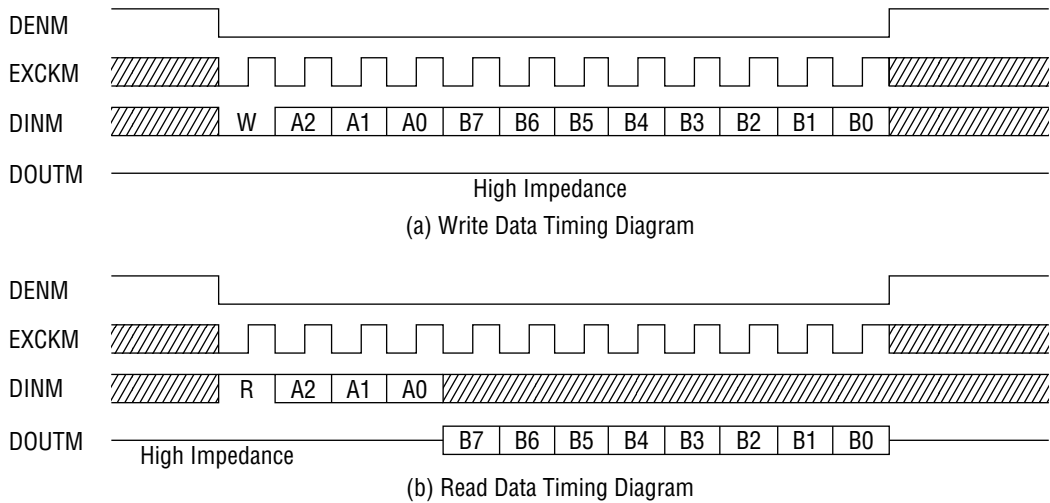 DENM
EXCKM
DINM W A2 A1 A0 B7 B6 B5 B4 B3 B2 B1 B0
DOUTM
High Impedance
(a) Write Data Timing Diagram
DENM
EXCKM
DINM R A2 A1 A0
DOUTM B7 B6 B5 B4 B3 B2 B1 B0
High Impedance
(b) Read Data Timing Diagram